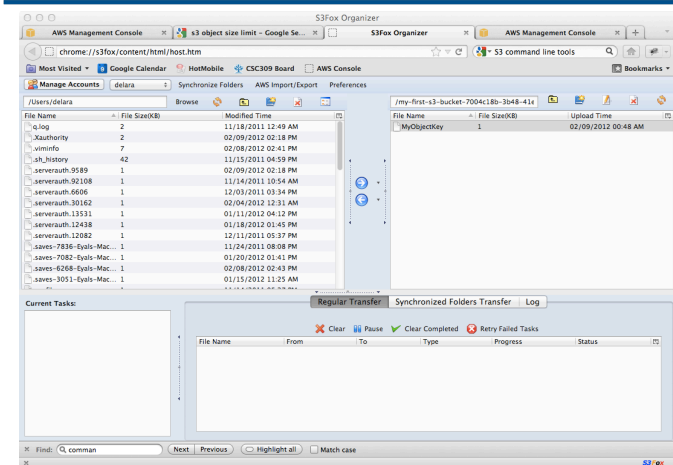 S3Fox Organizer
AWS Management Console × s3 object size limit – Google Se... × S3Fox Organizer × AWS Management Console × +
chrome://s3fox/content/html/host.htm S3 command line tools
Most Visited Google Calendar HotMobile CSC309 Board AWS Console Bookmarks
Manage Accounts delara Synchronize Folders AWS Import/Export Preferences
/Users/delara Browse /my-first-s3-bucket-7004c18b-3b48-41e
File Name File Size(KB) Modified Time File Name File Size(KB) Upload Time
q.log 2 11/18/2011 12:49 AM MyObjectKey 1 02/09/2012 00:48 AM
.Xauthority 2 02/09/2012 02:18 PM
.viminfo 7 02/08/2012 02:41 PM
.sh_history 42 11/15/2011 04:59 PM
.serverauth.9589 1 02/09/2012 02:18 PM
.serverauth.92108 1 11/14/2011 10:54 AM
.serverauth.6606 1 12/03/2011 03:34 PM
.serverauth.30162 1 02/04/2012 12:31 AM
.serverauth.13531 1 01/11/2012 04:12 PM
.serverauth.12438 1 01/18/2012 01:45 PM
.serverauth.12082 1 12/11/2011 05:37 PM
.saves-7836-Eyals-Mac... 1 11/24/2011 08:08 PM
.saves-7082-Eyals-Mac... 1 01/20/2012 01:41 PM
.saves-6268-Eyals-Mac... 1 02/08/2012 02:43 PM
.saves-3051-Eyals-Mac... 1 01/15/2012 11:25 AM
Current Tasks: Regular Transfer Synchronized Folders Transfer Log
Clear Pause Clear Completed Retry Failed Tasks
File Name From To Type Progress Status
× Find: comman Next Previous Highlight all Match case
× S3Fox